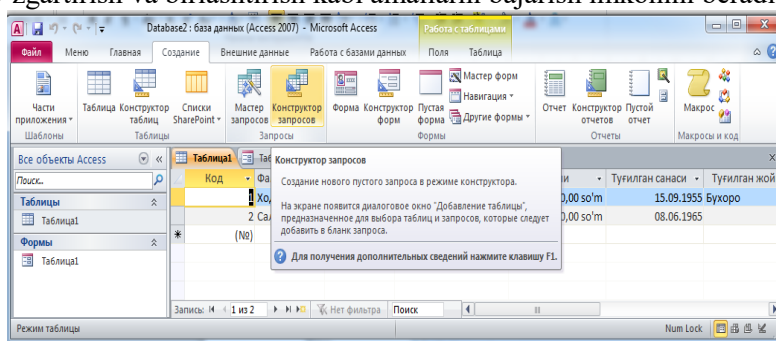 zgartirish va birlashtirish kabi amallarni bajarish imkonini beradi
Database2 : база данных (Access 2007) - Microsoft Access
Работа с таблицами
Файл Меню Главная Создание Внешние данные Работа с базами данных Поля Таблица
Части приложения
Таблица
Конструктор таблиц
Списки SharePoint
Мастер запросов
Конструктор запросов
Форма
Конструктор форм
Пустая форма
Мастер форм
Навигация
Другие формы
Отчет
Конструктор отчетов
Пустой отчет
Макрос
Шаблоны Таблицы Запросы Формы Отчеты Макросы и код
Все объекты Access
Поиск...
Таблицы
Таблица1
Формы
Таблица1
Таблица1
Код Туғилган санаси Туғилган жой
1 0,00 so'm 15.09.1955 Бухоро
2 0,00 so'm 08.06.1965
(№)
Конструктор запросов
Создание нового пустого запроса в режиме конструктора.
На экране появится диалоговое окно "Добавление таблицы",
предназначенное для выбора таблиц и запросов, которые следует
добавить в бланк запроса.
Для получения дополнительных сведений нажмите клавишу F1.
Запись: 1 из 2 Нет фильтра Поиск
Режим таблицы Num Lock